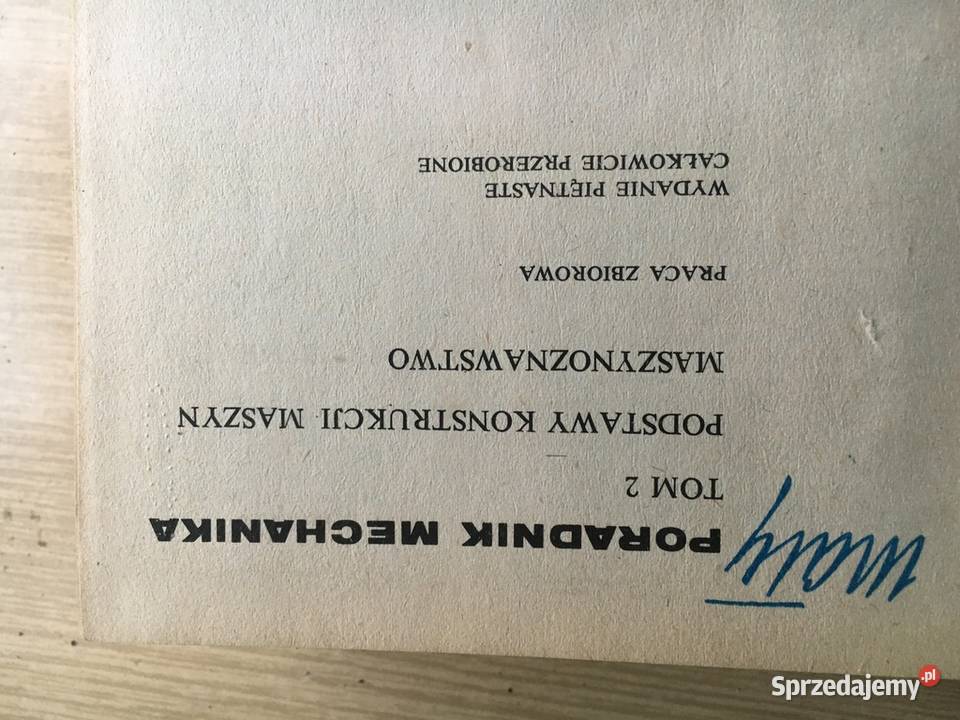 Mały PORADNIK MECHANIKA
TOM 2
PODSTAWY KONSTRUKCJI MASZYN
MASZYNOZNAWSTWO
PRACA ZBIOROWA
WYDANIE PIĘTNASTE
CAŁKOWICIE PRZEROBIONE
Sprzedajemy.pl